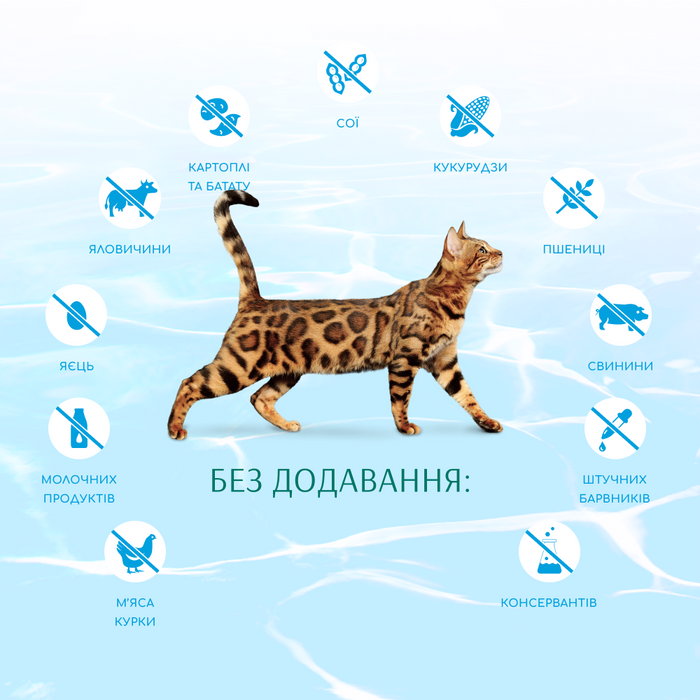 СОЇ
КАРТОПЛІ
ТА БАТАТУ
КУКУРУДЗИ
ЯЛОВИЧИНИ
ПШЕНИЦІ
ЯЄЦЬ
СВИНИНИ
МОЛОЧНИХ
ПРОДУКТІВ
БЕЗ ДОДАВАННЯ:
ШТУЧНИХ
БАРВНИКІВ
М'ЯСА
КУРКИ
КОНСЕРВАНТІВ